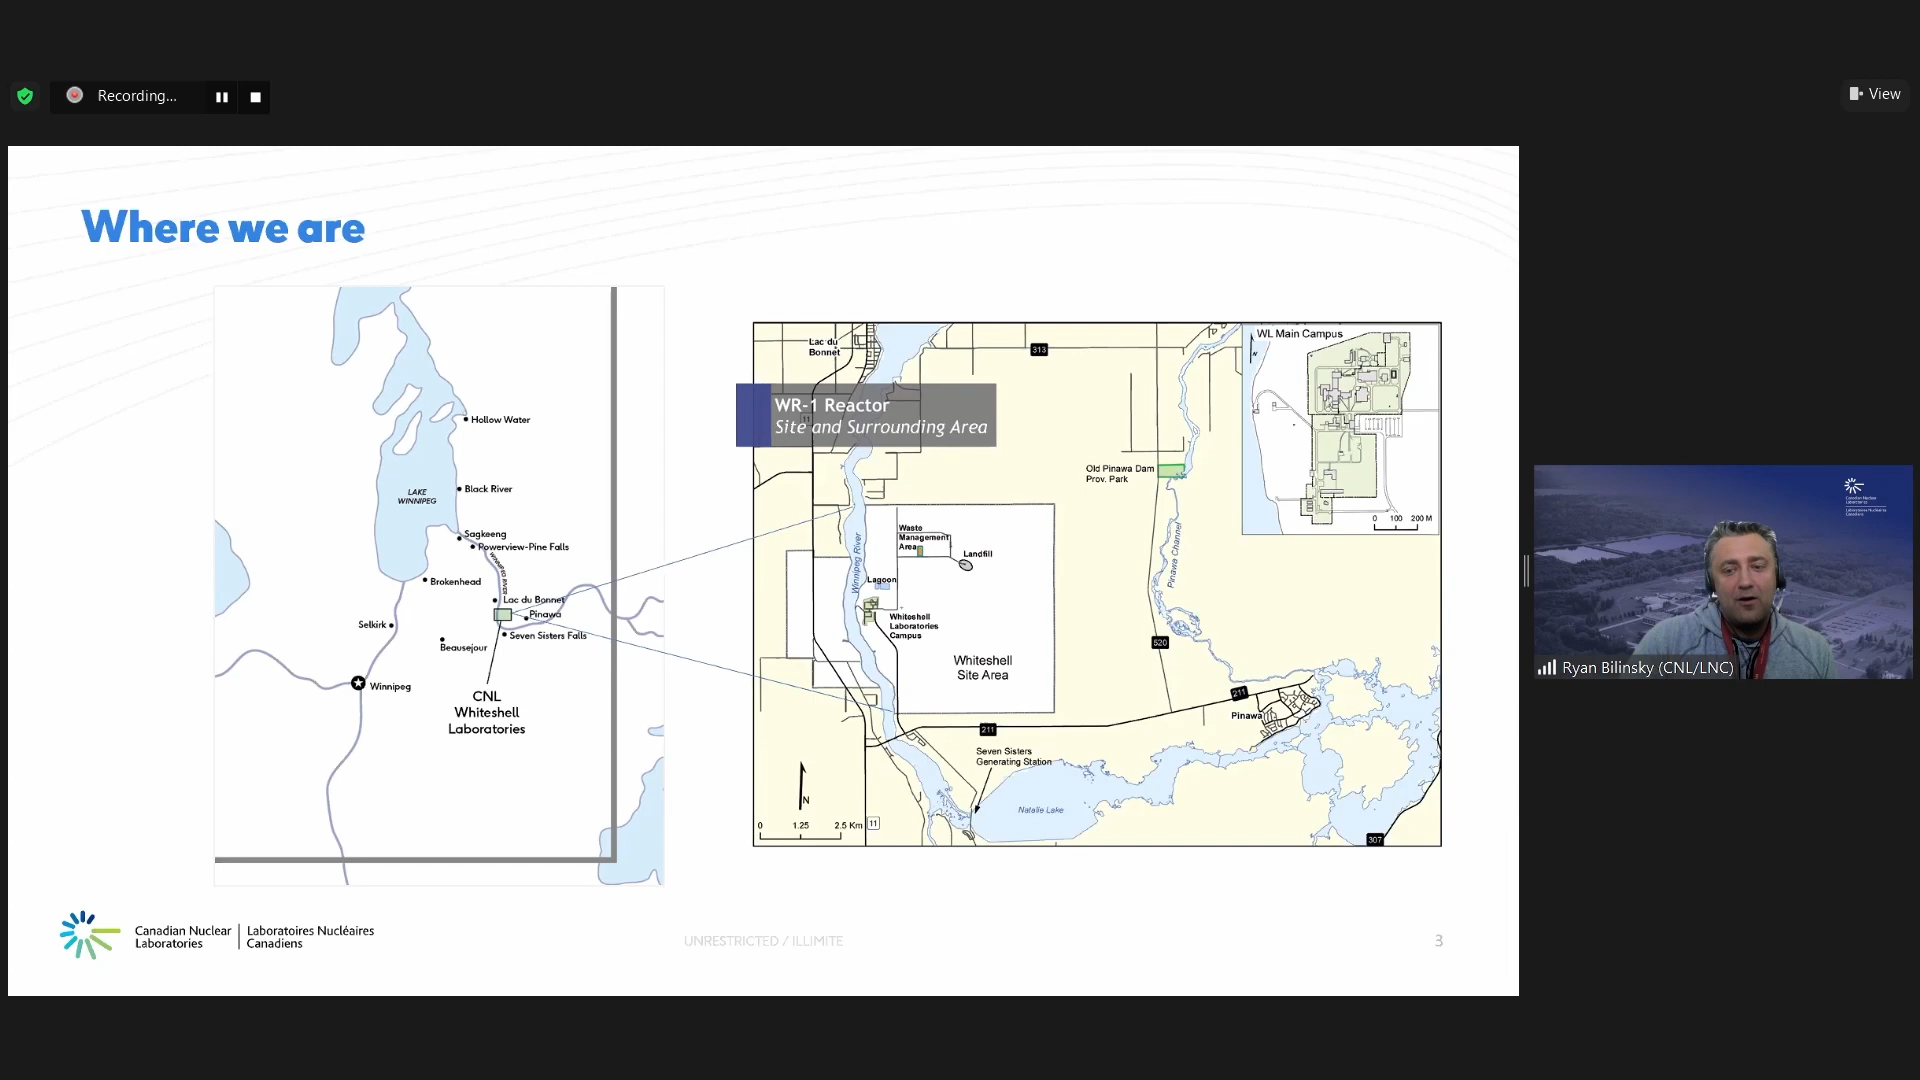 Recording...
View
Where we are
Hollow Water
LAKE
WINNIPEG
Black River
Sagkeeng
Powerview-Pine Falls
WINNIPEG RIVER
Brokenhead
Lac du Bonnet
Pinawa
Selkirk
Seven Sisters Falls
Beausejour
Winnipeg
CNL
Whiteshell
Laboratories
Lac du
Bonnet
313
WL Main Campus
N
0 100 200 M
WR-1 Reactor
Site and Surrounding Area
11
Old Pinawa Dam
Prov. Park
Pinawa Channel
Winnipeg River
Waste
Management
Area
Landfill
Lagoon
Whiteshell
Laboratories
Campus
Whiteshell
Site Area
520
211
Pinawa
211
Seven Sisters
Generating Station
N
Natalie Lake
0 1.25 2.5 Km
11
307
Canadian Nuclear
Laboratories
Laboratoires Nucléaires
Canadiens
UNRESTRICTED / ILLIMITE
3
Ryan Bilinsky (CNL/LNC)